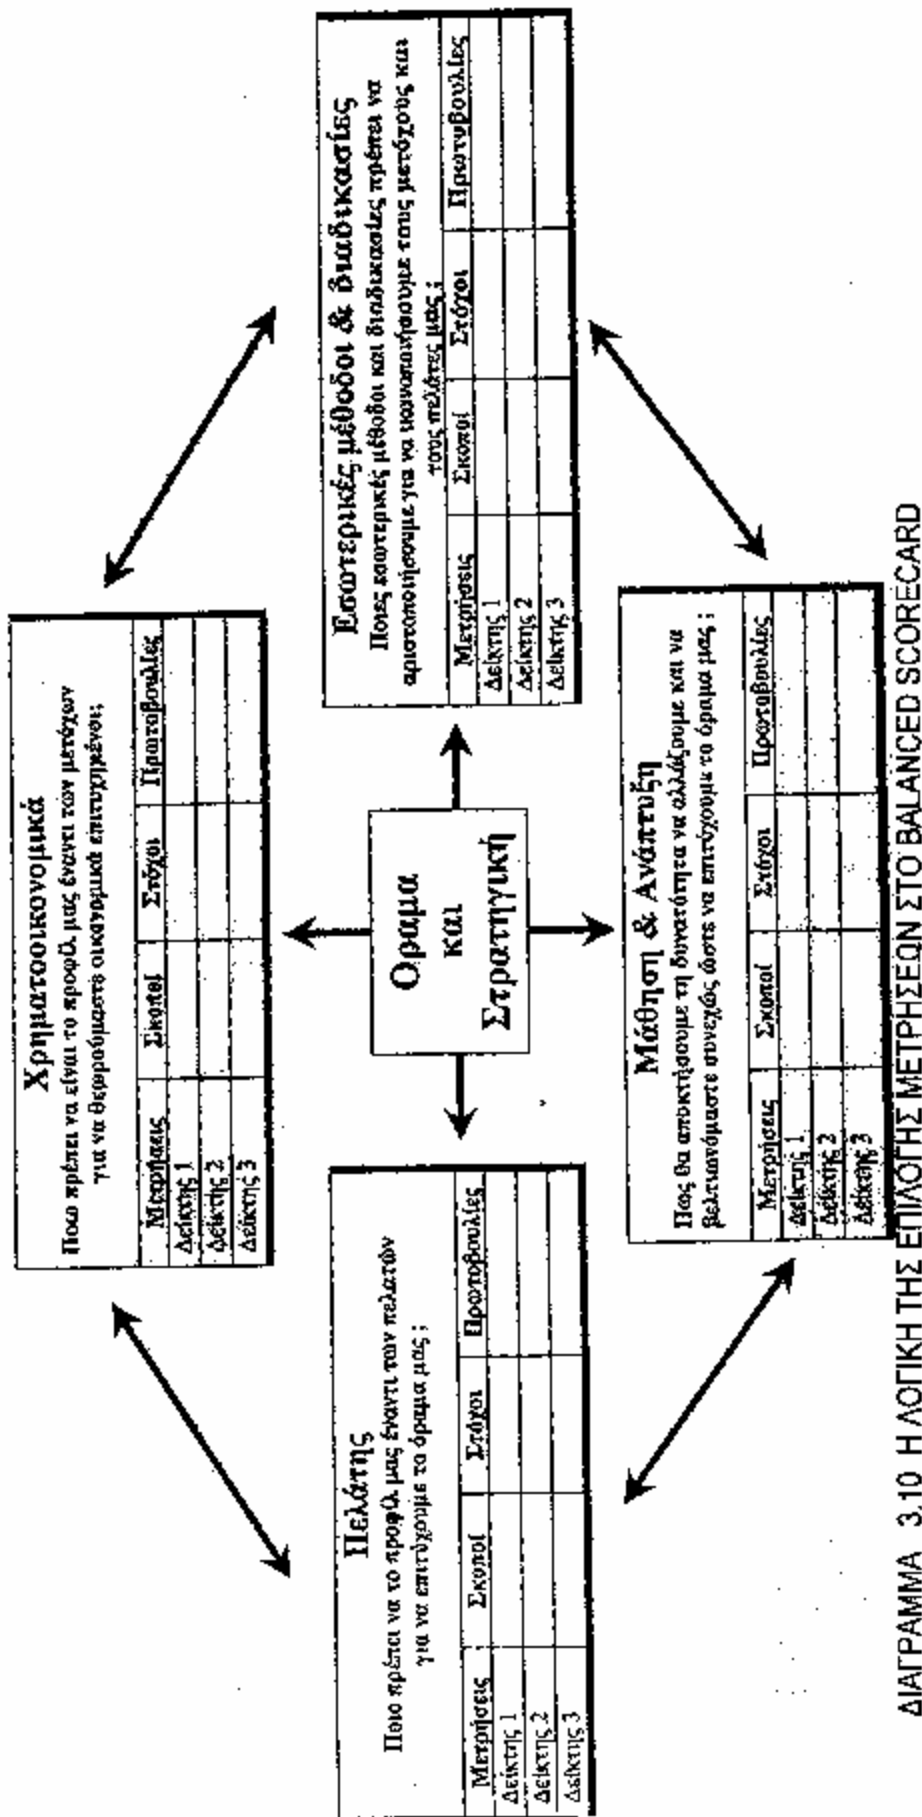 Χρηματοοικονομικά
Ποιο πρέπει να είναι το προφίλ μας έναντι των μετόχων
για να θεωρούμαστε οικονομικά επιτυχημένοι;
Μετρήσεις Σκοποί Στόχοι Πρωτοβουλίες
Δείκτης 1
Δείκτης 2
Δείκτης 3
Πελάτης
Ποιο πρέπει να το προφίλ μας έναντι των πελατών
για να επιτύχουμε το όραμα μας ;
Μετρήσεις Σκοποί Στόχοι Πρωτοβουλίες
Δείκτης 1
Δείκτης 2
Δείκτης 3
Οραμα
και
Στρατηγική
Εσωτερικές μέθοδοι & διαδικασίες
Ποιες εσωτερικές μέθοδοι και διαδικασίες πρέπει να
αριστοποιήσουμε για να ικανοποιήσουμε τους μετόχους και
τους πελάτες μας ;
Μετρήσεις Σκοποί Στόχοι Πρωτοβουλίες
Δείκτης 1
Δείκτης 2
Δείκτης 3
Μάθηση & Ανάπτυξη
Πως θα αποκτήσουμε τη δυνατότητα να αλλάζουμε και να
βελτιωνόμαστε συνεχώς ώστε να επιτύχουμε το όραμα μας ;
Μετρήσεις Σκοποί Στόχοι Πρωτοβουλίες
Δείκτης 1
Δείκτης 2
Δείκτης 3
ΔΙΑΓΡΑΜΜΑ 3.10 Η ΛΟΓΙΚΗ ΤΗΣ ΕΠΙΛΟΓΗΣ ΜΕΤΡΗΣΕΩΝ ΣΤΟ BALANCED SCORECARD